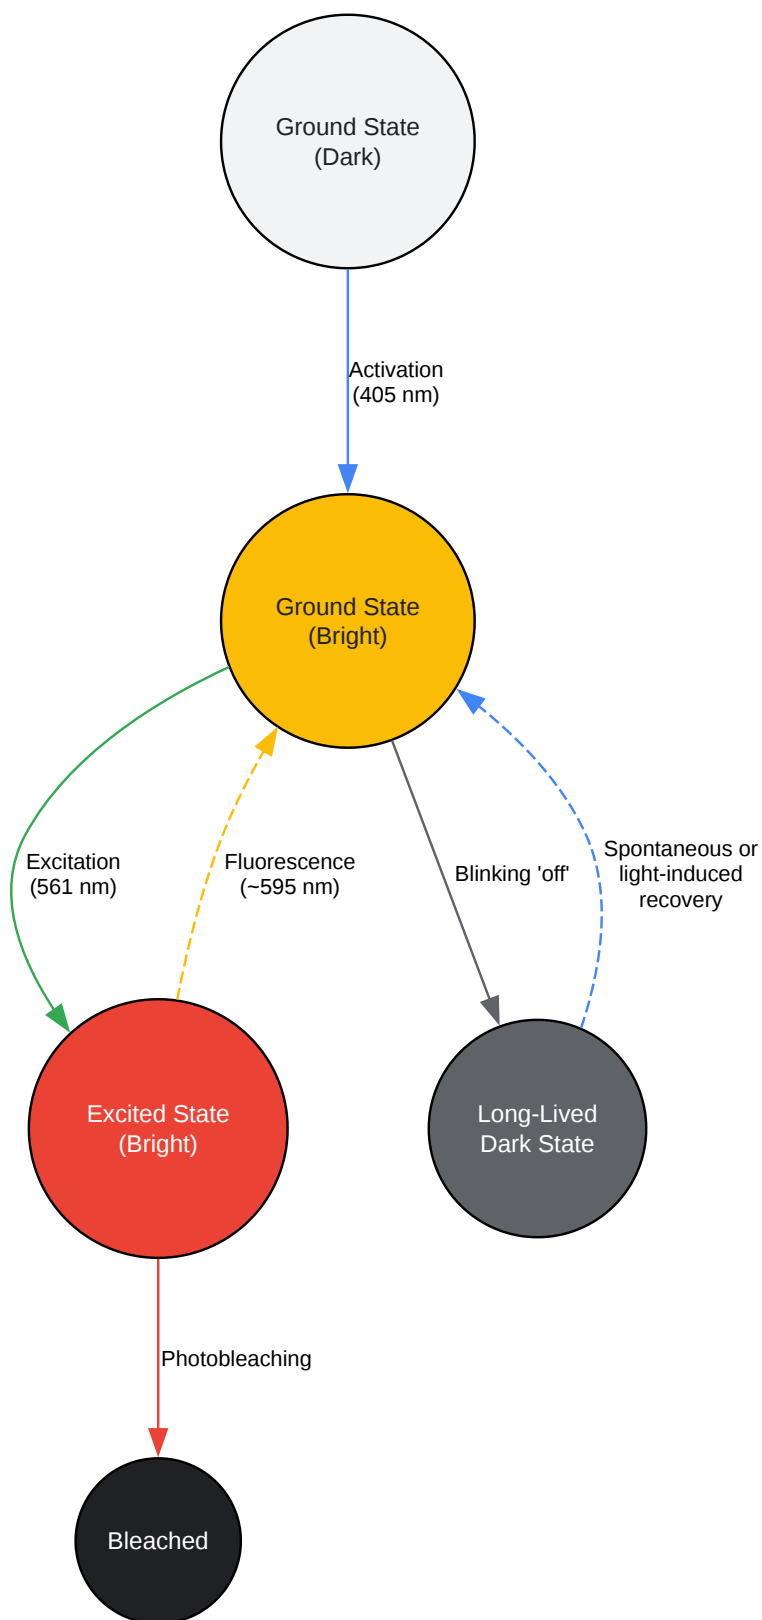 Ground State
(Dark)
Activation
(405 nm)
Ground State
(Bright)
Excitation
(561 nm)
Fluorescence
(~595 nm)
Blinking 'off'
Spontaneous or
light-induced
recovery
Excited State
(Bright)
Long-Lived
Dark State
Photobleaching
Bleached